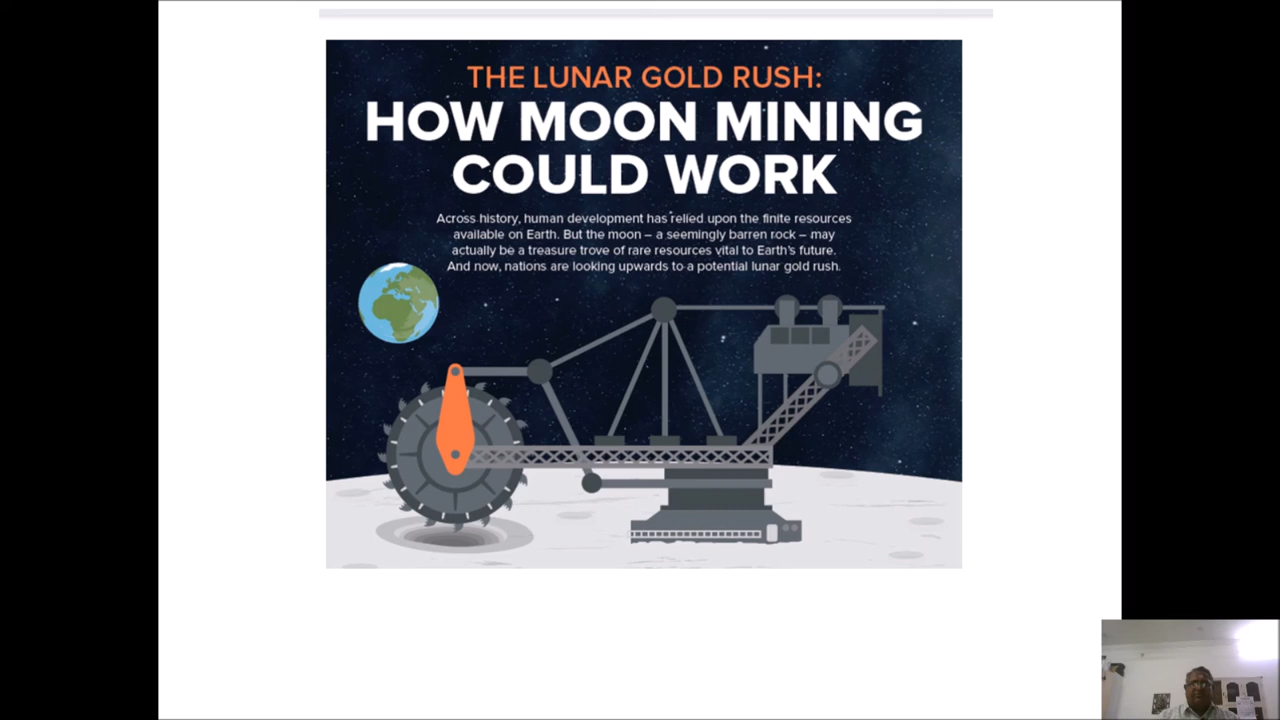 THE LUNAR GOLD RUSH:
HOW MOON MINING
COULD WORK
Across history, human development has relied upon the finite resources
available on Earth. But the moon – a seemingly barren rock – may
actually be a treasure trove of rare resources vital to Earth's future.
And now, nations are looking upwards to a potential lunar gold rush.